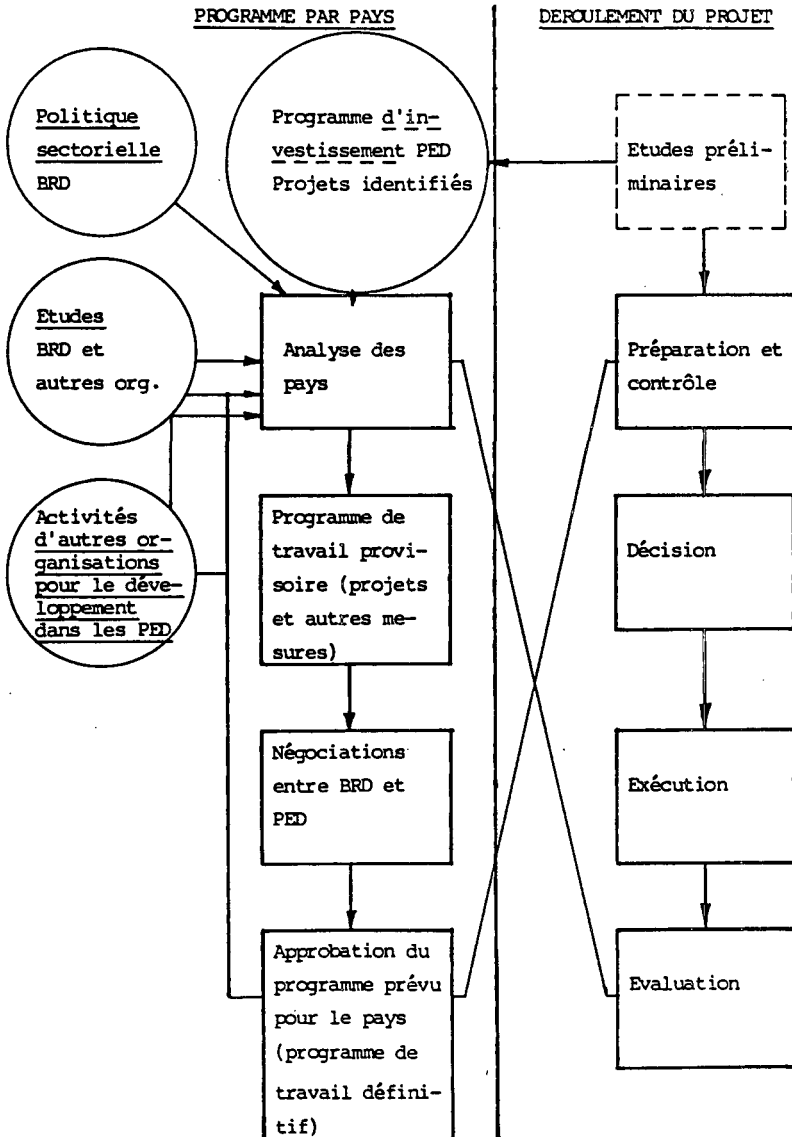 PROGRAMME PAR PAYS
DEROULEMENT DU PROJET
Politique
sectorielle
BRD
Programme d'in-
vestissement PED
Projets identifiés
Etudes préli-
minaires
Etudes
BRD et
autres org.
Analyse des
pays
Préparation et
contrôle
Activités
d'autres or-
ganisations
pour le déve-
loppement
dans les PED
Programme de
travail provi-
soire (projets
et autres me-
sures)
Décision
Négociations
entre BRD et
PED
Exécution
Approbation du
programme prévu
pour le pays
(programme de
travail défini-
tif)
Evaluation